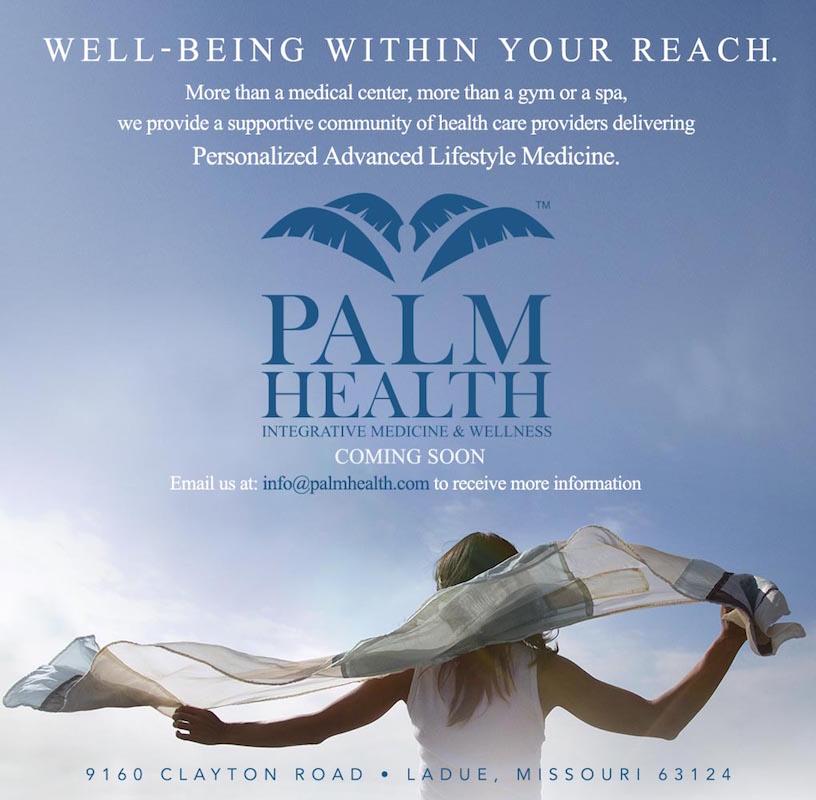 WELL-BEING WITHIN YOUR REACH.
More than a medical center, more than a gym or a spa,
we provide a supportive community of health care providers delivering
Personalized Advanced Lifestyle Medicine.
TM
PALM
HEALTH
INTEGRATIVE MEDICINE & WELLNESS
COMING SOON
Email us at: info@palmhealth.com to receive more information
9160 CLAYTON ROAD • LADUE, MISSOURI 63124